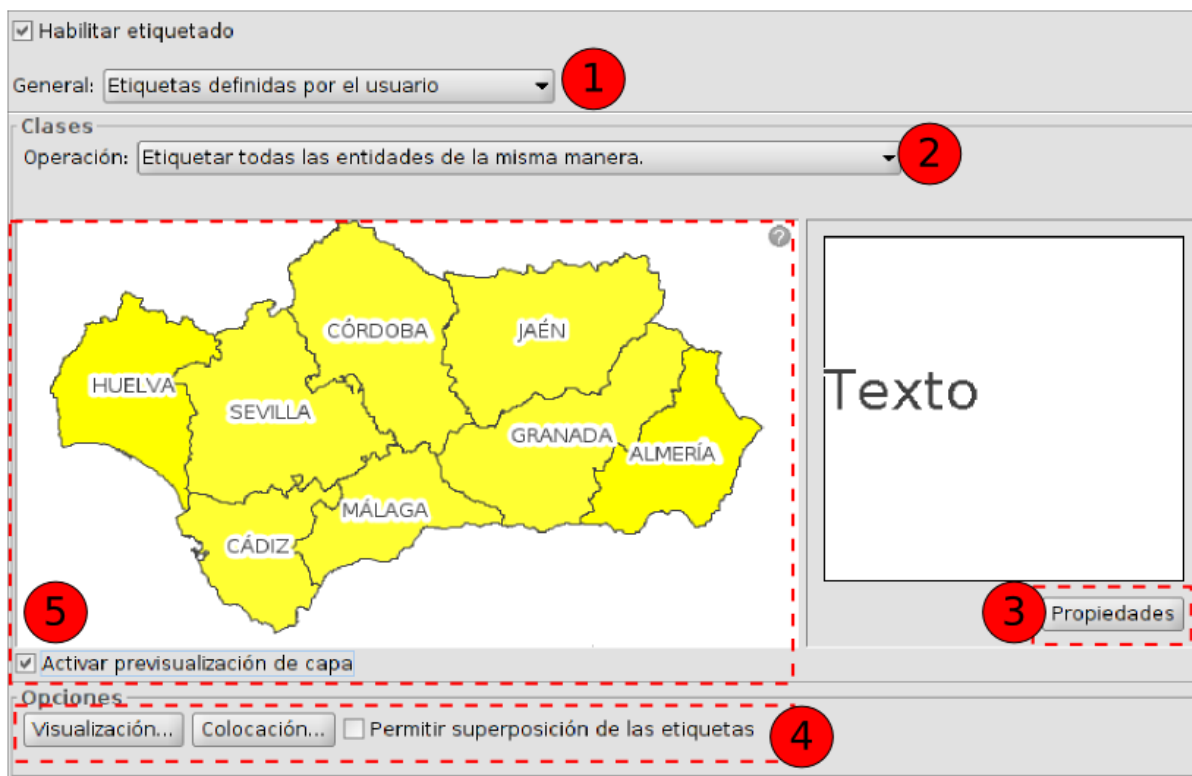 Habilitar etiquetado
General: Etiquetas definidas por el usuario 1
Clases
Operación: Etiquetar todas las entidades de la misma manera. 2
?
CÓRDOBA JAÉN
HUELVA
SEVILLA
GRANADA
ALMERÍA
MÁLAGA
CÁDIZ
Texto
5
3 Propiedades
Activar previsualización de capa
Opciones
Visualización... Colocación... Permitir superposición de las etiquetas 4